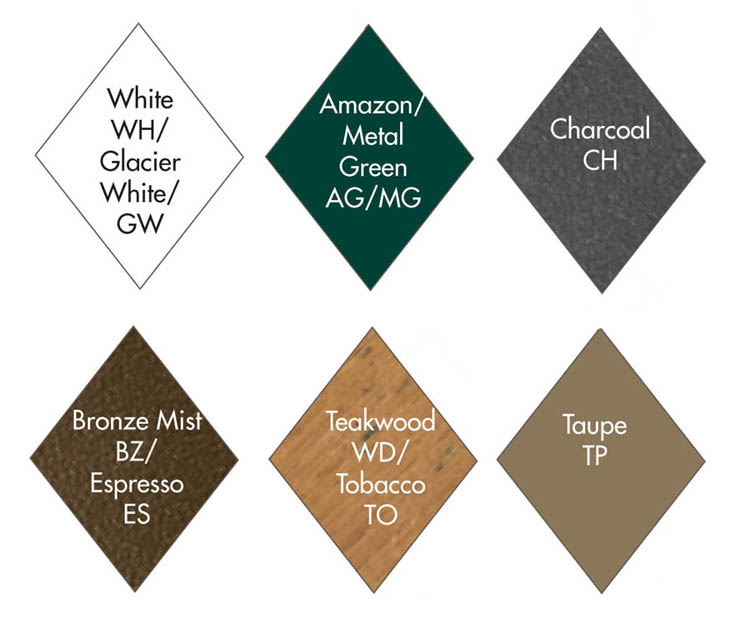 White
WH/
Glacier
White/
GW
Amazon/
Metal
Green
AG/MG
Charcoal
CH
Bronze Mist
BZ/
Espresso
ES
Teakwood
WD/
Tobacco
TO
Taupe
TP